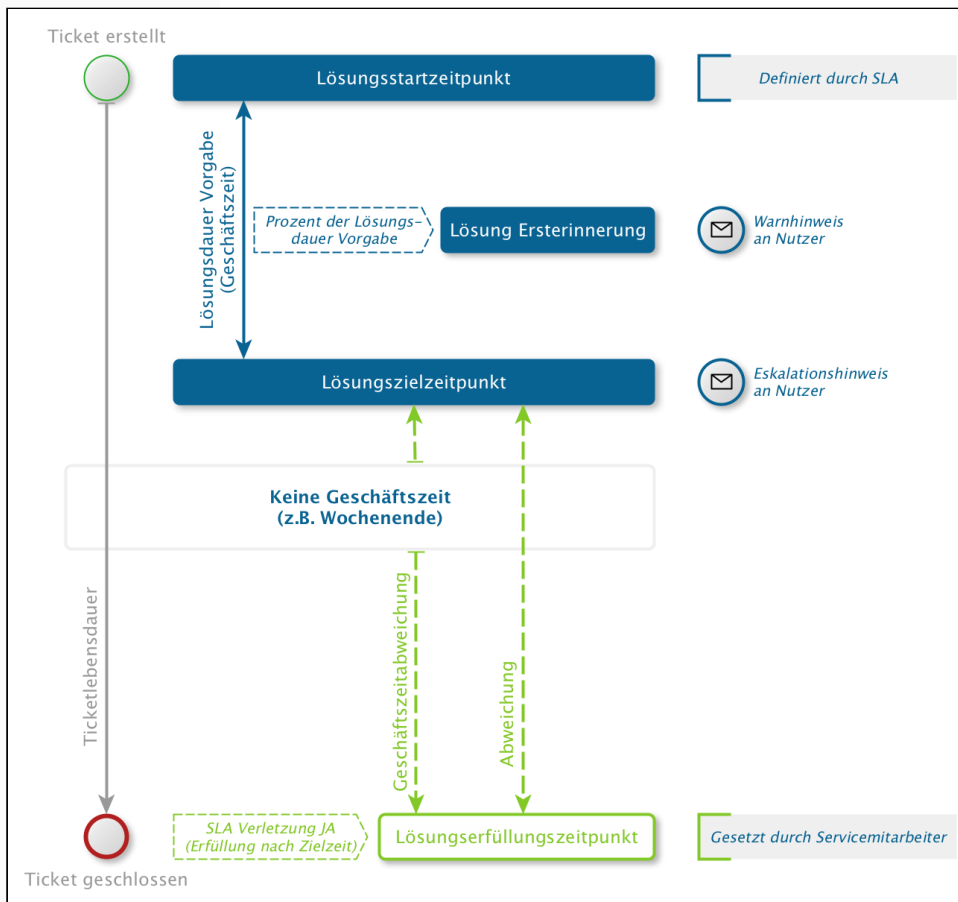 Ticket erstellt
Lösungsstartzeitpunkt
Definiert durch SLA
Lösungsdauer Vorgabe
(Geschäftszeit)
Prozent der Lösungs-
dauer Vorgabe
Lösung Ersterinnerung
Warnhinweis
an Nutzer
Lösungszielzeitpunkt
Eskalationshinweis
an Nutzer
Keine Geschäftszeit
(z.B. Wochenende)
Ticketlebensdauer
Geschäftszeitabweichung
Abweichung
SLA Verletzung JA
(Erfüllung nach Zielzeit)
Lösungserfüllungszeitpunkt
Gesetzt durch Servicemitarbeiter
Ticket geschlossen